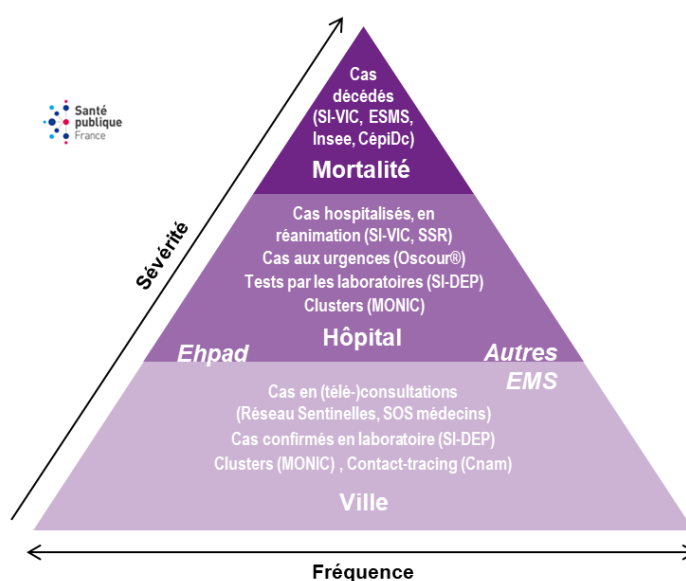 Santé
publique
France
Sévérité
Cas
décédés
(SI-VIC, ESMS,
Insee, CépiDc)
Mortalité
Cas hospitalisés, en
réanimation (SI-VIC, SSR)
Cas aux urgences (Oscour®)
Tests par les laboratoires (SI-DEP)
Clusters (MONIC)
Hôpital
Ehpad
Autres
EMS
Cas en (télé-)consultations
(Réseau Sentinelles, SOS médecins)
Cas confirmés en laboratoire (SI-DEP)
Clusters (MONIC) , Contact-tracing (Cnam)
Ville
Fréquence